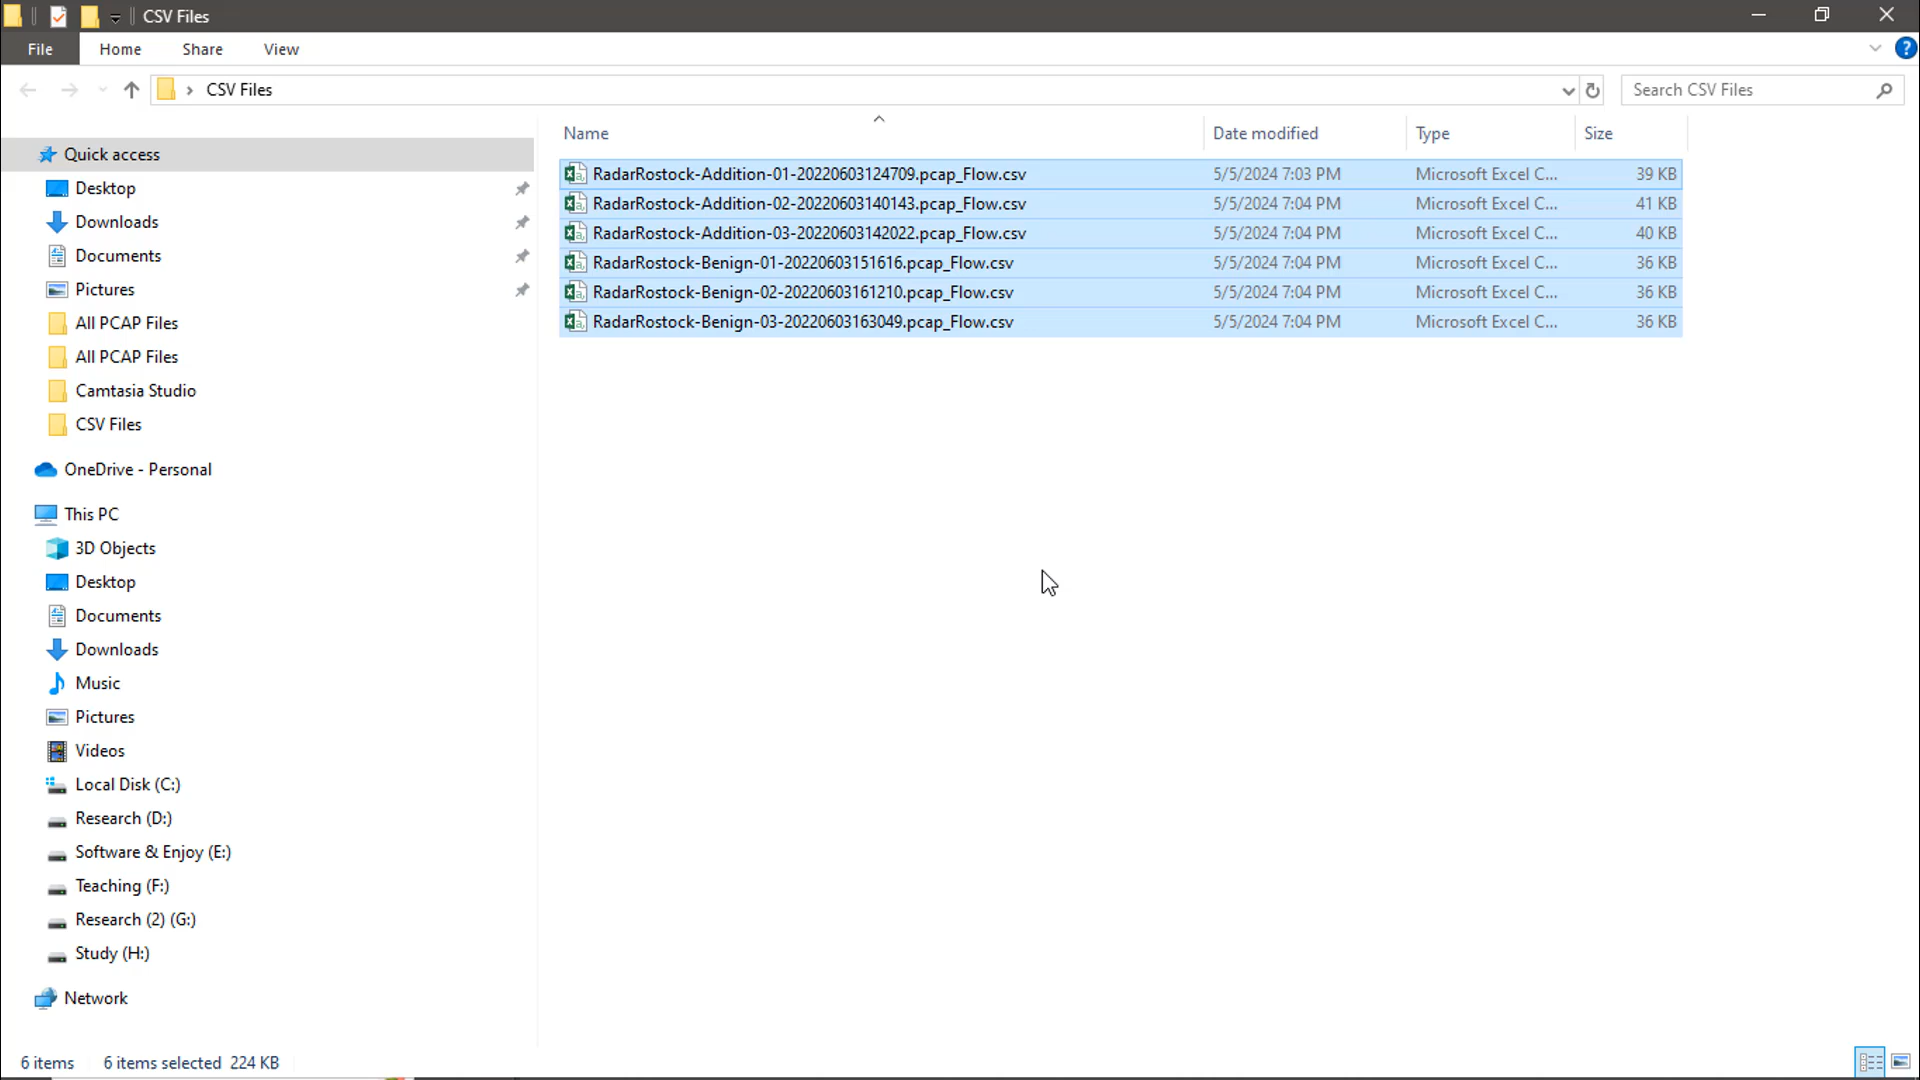 CSV Files
File Home Share View
CSV Files
Search CSV Files
Quick access
Desktop
Downloads
Documents
Pictures
All PCAP Files
All PCAP Files
Camtasia Studio
CSV Files
OneDrive - Personal
This PC
3D Objects
Desktop
Documents
Downloads
Music
Pictures
Videos
Local Disk (C:)
Research (D:)
Software & Enjoy (E:)
Teaching (F:)
Research (2) (G:)
Study (H:)
Network
Name Date modified Type Size
RadarRostock-Addition-01-20220603124709.pcap_Flow.csv 5/5/2024 7:03 PM Microsoft Excel C... 39 KB
RadarRostock-Addition-02-20220603140143.pcap_Flow.csv 5/5/2024 7:04 PM Microsoft Excel C... 41 KB
RadarRostock-Addition-03-20220603142022.pcap_Flow.csv 5/5/2024 7:04 PM Microsoft Excel C... 40 KB
RadarRostock-Benign-01-20220603151616.pcap_Flow.csv 5/5/2024 7:04 PM Microsoft Excel C... 36 KB
RadarRostock-Benign-02-20220603161210.pcap_Flow.csv 5/5/2024 7:04 PM Microsoft Excel C... 36 KB
RadarRostock-Benign-03-20220603163049.pcap_Flow.csv 5/5/2024 7:04 PM Microsoft Excel C... 36 KB
6 items 6 items selected 224 KB